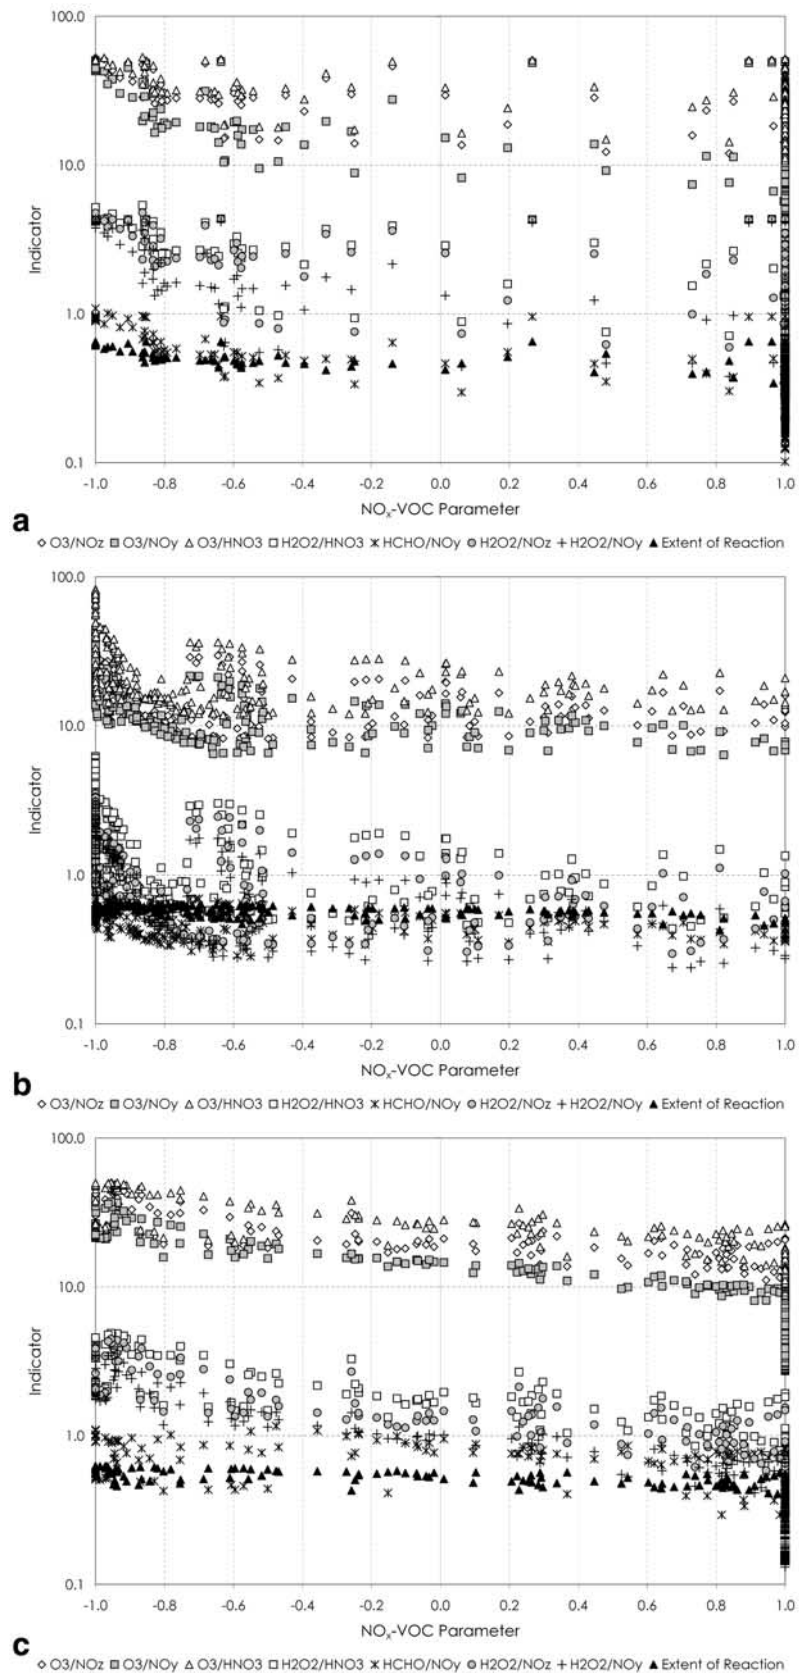 100.0
10.0
1.0
0.1
Indicator
-1.0 -0.8 -0.6 -0.4 -0.2 0.0 0.2 0.4 0.6 0.8 1.0
NOx-VOC Parameter
a
◇ O3/NOz ■ O3/NOy △ O3/HNO3 □ H2O2/HNO3 ж HCHO/NOy ● H2O2/NOz + H2O2/NOy ▲ Extent of Reaction
100.0
10.0
1.0
0.1
Indicator
-1.0 -0.8 -0.6 -0.4 -0.2 0.0 0.2 0.4 0.6 0.8 1.0
NOx-VOC Parameter
b
◇ O3/NOz ■ O3/NOy △ O3/HNO3 □ H2O2/HNO3 ж HCHO/NOy ● H2O2/NOz + H2O2/NOy ▲ Extent of Reaction
100.0
10.0
1.0
0.1
Indicator
-1.0 -0.8 -0.6 -0.4 -0.2 0.0 0.2 0.4 0.6 0.8 1.0
NOx-VOC Parameter
c
◇ O3/NOz ■ O3/NOy △ O3/HNO3 □ H2O2/HNO3 ж HCHO/NOy ● H2O2/NOz + H2O2/NOy ▲ Extent of Reaction